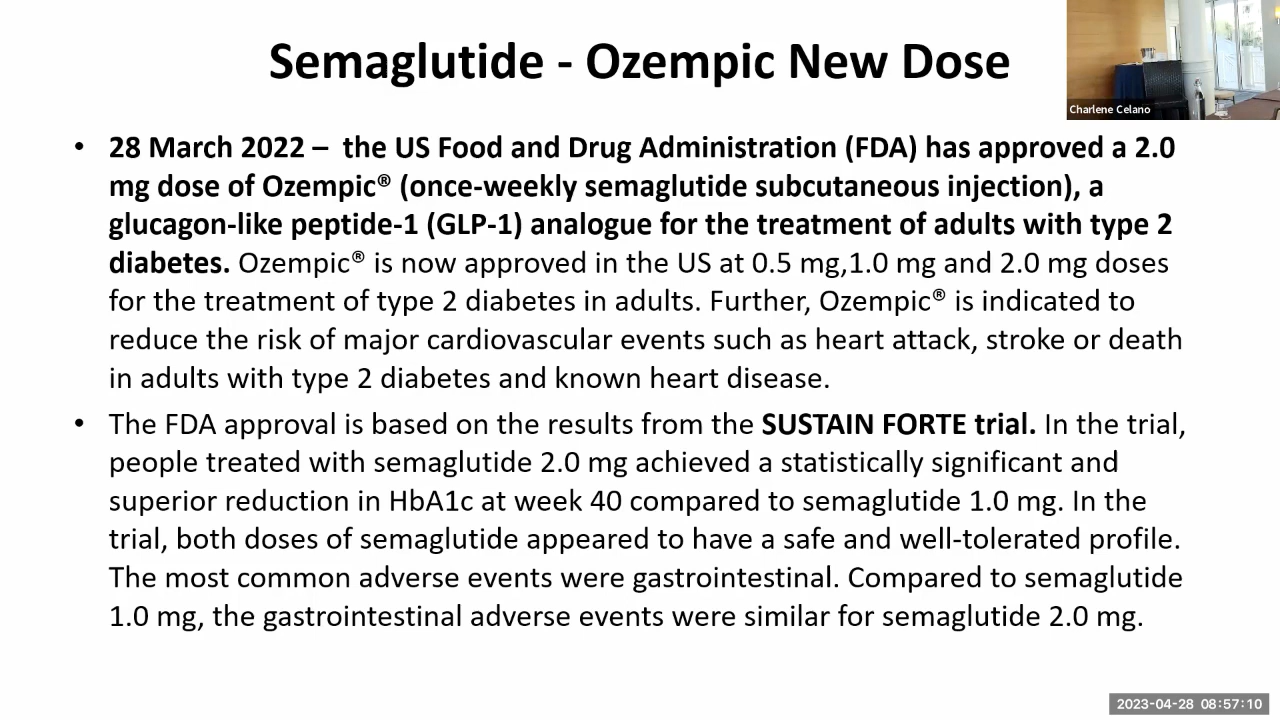 Semaglutide - Ozempic New Dose
Charlene Celano
• 28 March 2022 –  the US Food and Drug Administration (FDA) has approved a 2.0
mg dose of Ozempic® (once-weekly semaglutide subcutaneous injection), a
glucagon-like peptide-1 (GLP-1) analogue for the treatment of adults with type 2
diabetes. Ozempic® is now approved in the US at 0.5 mg,1.0 mg and 2.0 mg doses
for the treatment of type 2 diabetes in adults. Further, Ozempic® is indicated to
reduce the risk of major cardiovascular events such as heart attack, stroke or death
in adults with type 2 diabetes and known heart disease.
• The FDA approval is based on the results from the SUSTAIN FORTE trial. In the trial,
people treated with semaglutide 2.0 mg achieved a statistically significant and
superior reduction in HbA1c at week 40 compared to semaglutide 1.0 mg. In the
trial, both doses of semaglutide appeared to have a safe and well-tolerated profile.
The most common adverse events were gastrointestinal. Compared to semaglutide
1.0 mg, the gastrointestinal adverse events were similar for semaglutide 2.0 mg.
2023-04-28 08:57:10